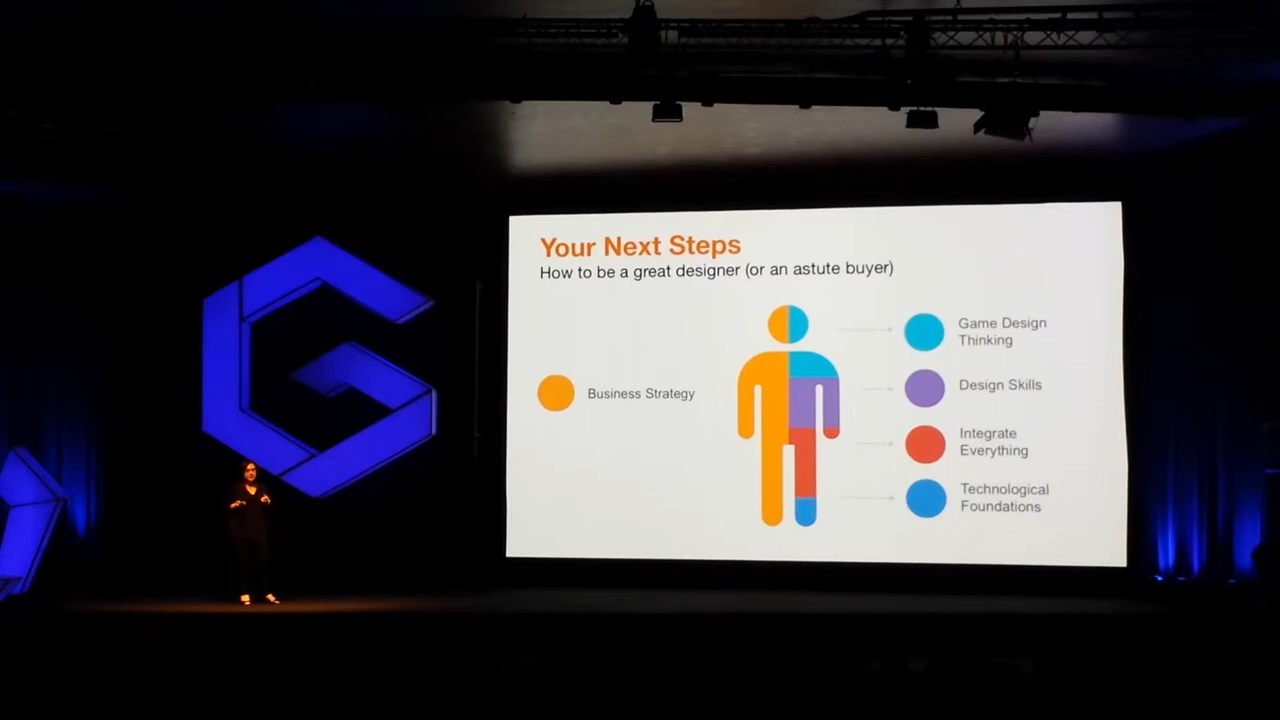 Your Next Steps
How to be a great designer (or an astute buyer)
Business Strategy
Game Design
Thinking
Design Skills
Integrate
Everything
Technological
Foundations